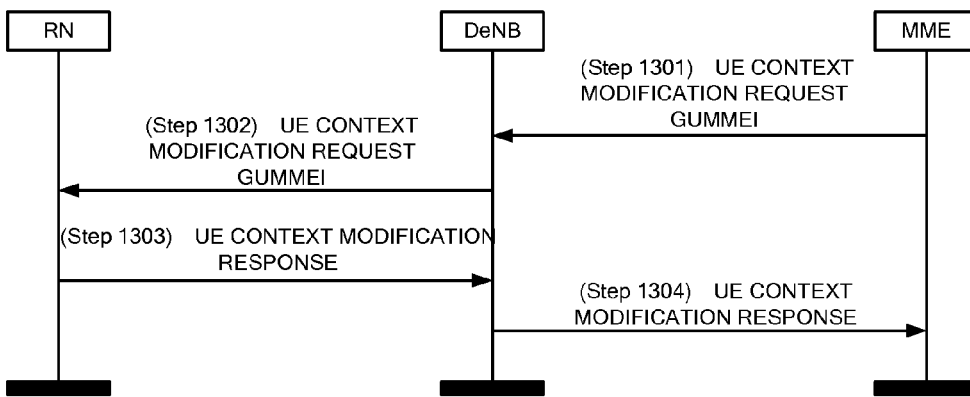 RN
DeNB
MME
(Step 1301) UE CONTEXT
MODIFICATION REQUEST
GUMMEI
(Step 1302) UE CONTEXT
MODIFICATION REQUEST
GUMMEI
(Step 1303) UE CONTEXT MODIFICATION
RESPONSE
(Step 1304) UE CONTEXT
MODIFICATION RESPONSE